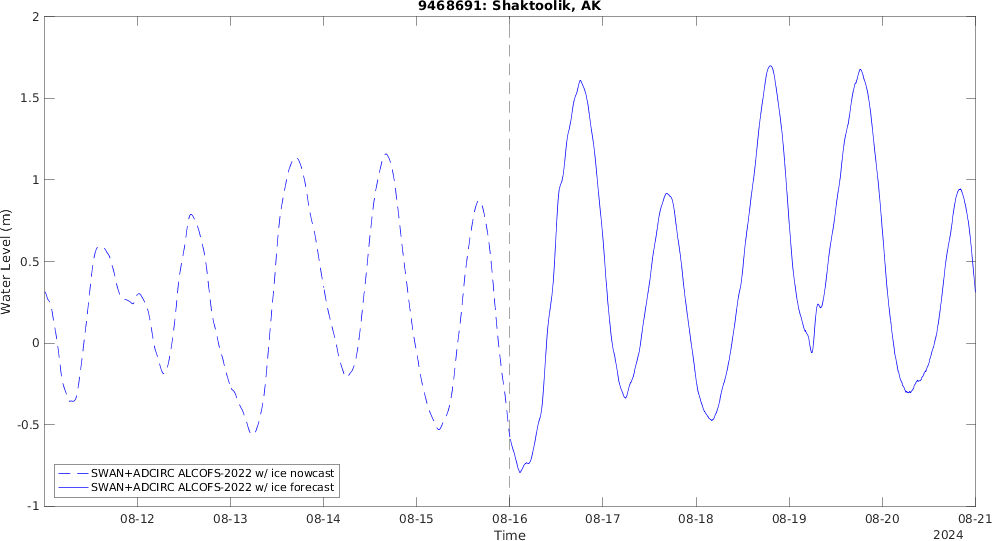 9468691: Shaktoolik, AK
2
1.5
1
0.5
0
-0.5
-1
Water Level (m)
SWAN+ADCIRC ALCOFS-2022 w/ ice nowcast
SWAN+ADCIRC ALCOFS-2022 w/ ice forecast
08-12 08-13 08-14 08-15 08-16 08-17 08-18 08-19 08-20 08-21
Time
2024